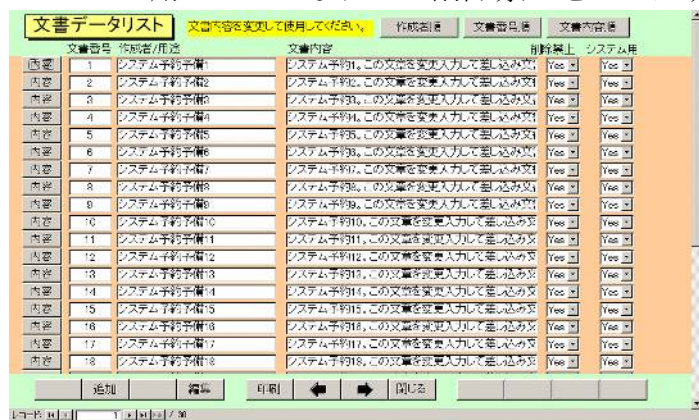 文書データリスト 文書内容を変更して使用してください。 作成者順 文書番号順 文書内容順
文書番号 作成者/用途 文書内容 削除禁止 システム用
内容 1 システム予約予備1 システム予約1。この文章を変更入力して差し込み文 Yes Yes
内容 2 システム予約予備2 システム予約2。この文章を変更入力して差し込み文 Yes Yes
内容 3 システム予約予備3 システム予約3。この文章を変更入力して差し込み文 Yes Yes
内容 4 システム予約予備4 システム予約4。この文章を変更入力して差し込み文 Yes Yes
内容 5 システム予約予備5 システム予約5。この文章を変更入力して差し込み文 Yes Yes
内容 6 システム予約予備6 システム予約6。この文章を変更入力して差し込み文 Yes Yes
内容 7 システム予約予備7 システム予約7。この文章を変更入力して差し込み文 Yes Yes
内容 8 システム予約予備8 システム予約8。この文章を変更入力して差し込み文 Yes Yes
内容 9 システム予約予備9 システム予約9。この文章を変更入力して差し込み文 Yes Yes
内容 10 システム予約予備10 システム予約10。この文章を変更入力して差し込み文 Yes Yes
内容 11 システム予約予備11 システム予約11。この文章を変更入力して差し込み文 Yes Yes
内容 12 システム予約予備12 システム予約12。この文章を変更入力して差し込み文 Yes Yes
内容 13 システム予約予備13 システム予約13。この文章を変更入力して差し込み文 Yes Yes
内容 14 システム予約予備14 システム予約14。この文章を変更入力して差し込み文 Yes Yes
内容 15 システム予約予備15 システム予約15。この文章を変更入力して差し込み文 Yes Yes
内容 16 システム予約予備16 システム予約16。この文章を変更入力して差し込み文 Yes Yes
内容 17 システム予約予備17 システム予約17。この文章を変更入力して差し込み文 Yes Yes
内容 18 システム予約予備18 システム予約18。この文章を変更入力して差し込み文 Yes Yes
追加 編集 印刷 閉じる
レコード: 1 / 30